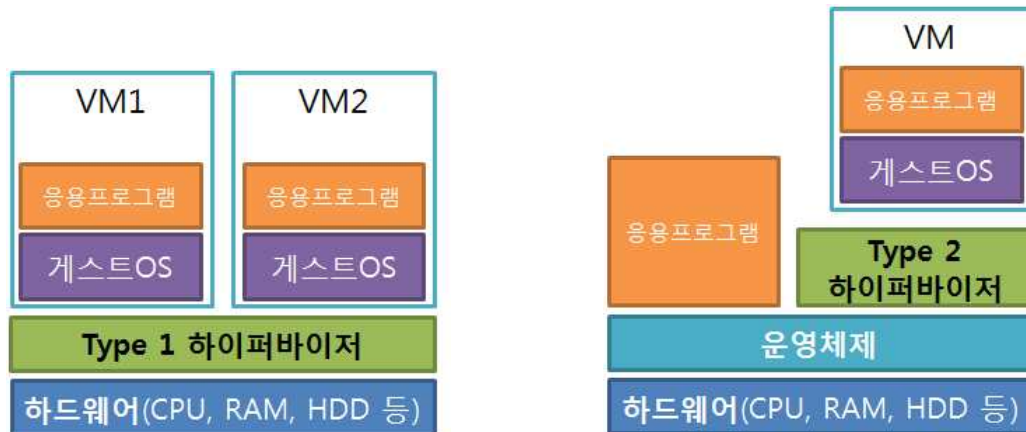 VM1
응용프로그램
게스트OS
VM2
응용프로그램
게스트OS
Type 1 하이퍼바이저
하드웨어(CPU, RAM, HDD 등)
VM
응용프로그램
게스트OS
응용프로그램
Type 2
하이퍼바이저
운영체제
하드웨어(CPU, RAM, HDD 등)